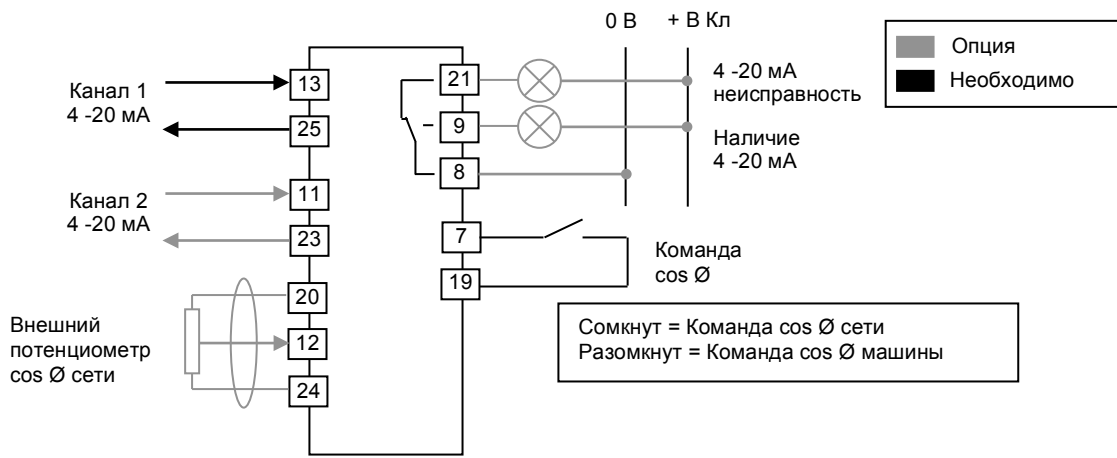 0 В
+ В Кл
Опция
Необходимо
Канал 1
4 -20 мА
13
25
Канал 2
4 -20 мА
11
23
Внешний
потенциометр
cos Ø сети
20
12
24
21
9
8
7
19
4 -20 мА
неисправность
Наличие
4 -20 мА
Команда
cos Ø
Сомкнут = Команда cos Ø сети
Разомкнут = Команда cos Ø машины